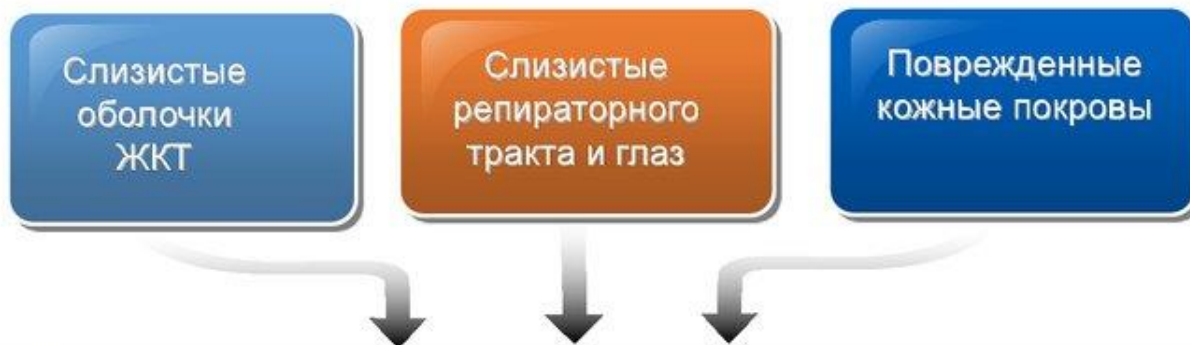 Слизистые
оболочки
ЖКТ
Слизистые
репираторного
тракта и глаз
Поврежденные
кожные покровы